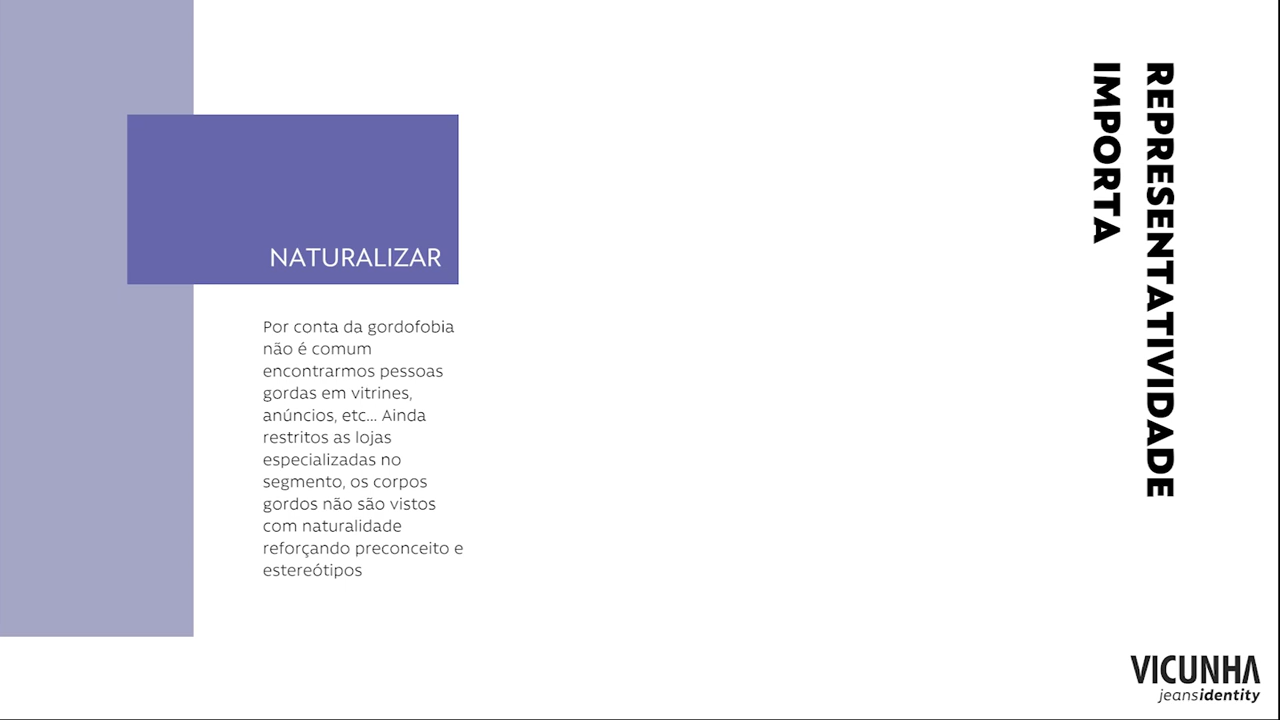 REPRESENTATIVIDADE
IMPORTA
NATURALIZAR
Por conta da gordofobia
não é comum
encontrarmos pessoas
gordas em vitrines,
anúncios, etc... Ainda
restritos as lojas
especializadas no
segmento, os corpos
gordos não são vistos
com naturalidade
reforçando preconceito e
estereótipos
VICUNHA
jeansidentity